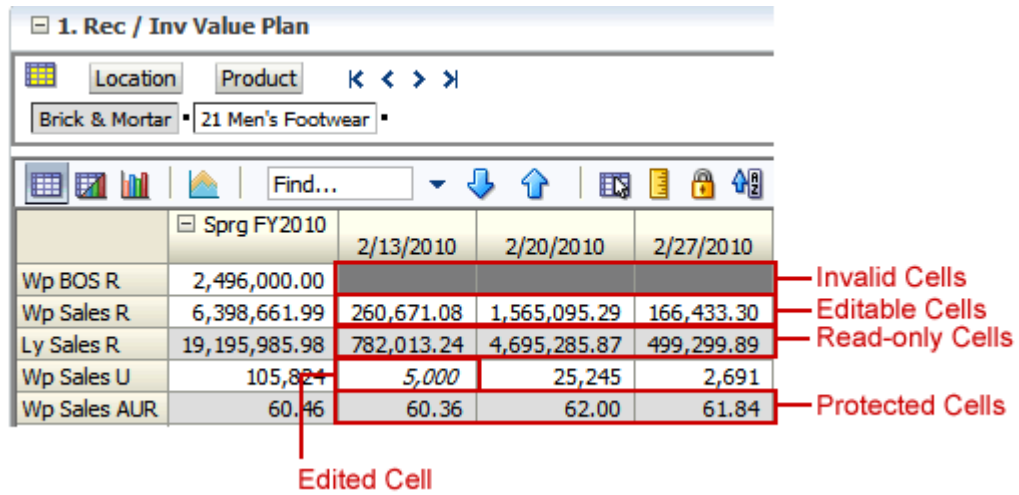 1. Rec / Inv Value Plan
Location Product
Brick & Mortar 21 Men's Footwear
Find...
Sprg FY2010 2/13/2010 2/20/2010 2/27/2010
Wp BOS R 2,496,000.00 Invalid Cells
Wp Sales R 6,398,661.99 260,671.08 1,565,095.29 166,433.30 Editable Cells
Ly Sales R 19,195,985.98 782,013.24 4,695,285.87 499,299.89 Read-only Cells
Wp Sales U 105,824 5,000 25,245 2,691
Wp Sales AUR 60.46 60.36 62.00 61.84 Protected Cells
Edited Cell